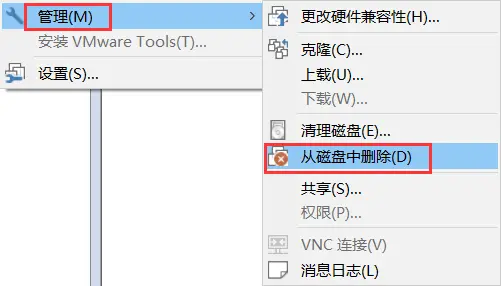 管理(M)
安装 VMware Tools(T)...
设置(S)...
更改硬件兼容性(H)...
克隆(C)...
上载(U)...
下载(W)...
清理磁盘(E)...
从磁盘中删除(D)
共享(S)...
权限(P)...
VNC 连接(V)
消息日志(L)